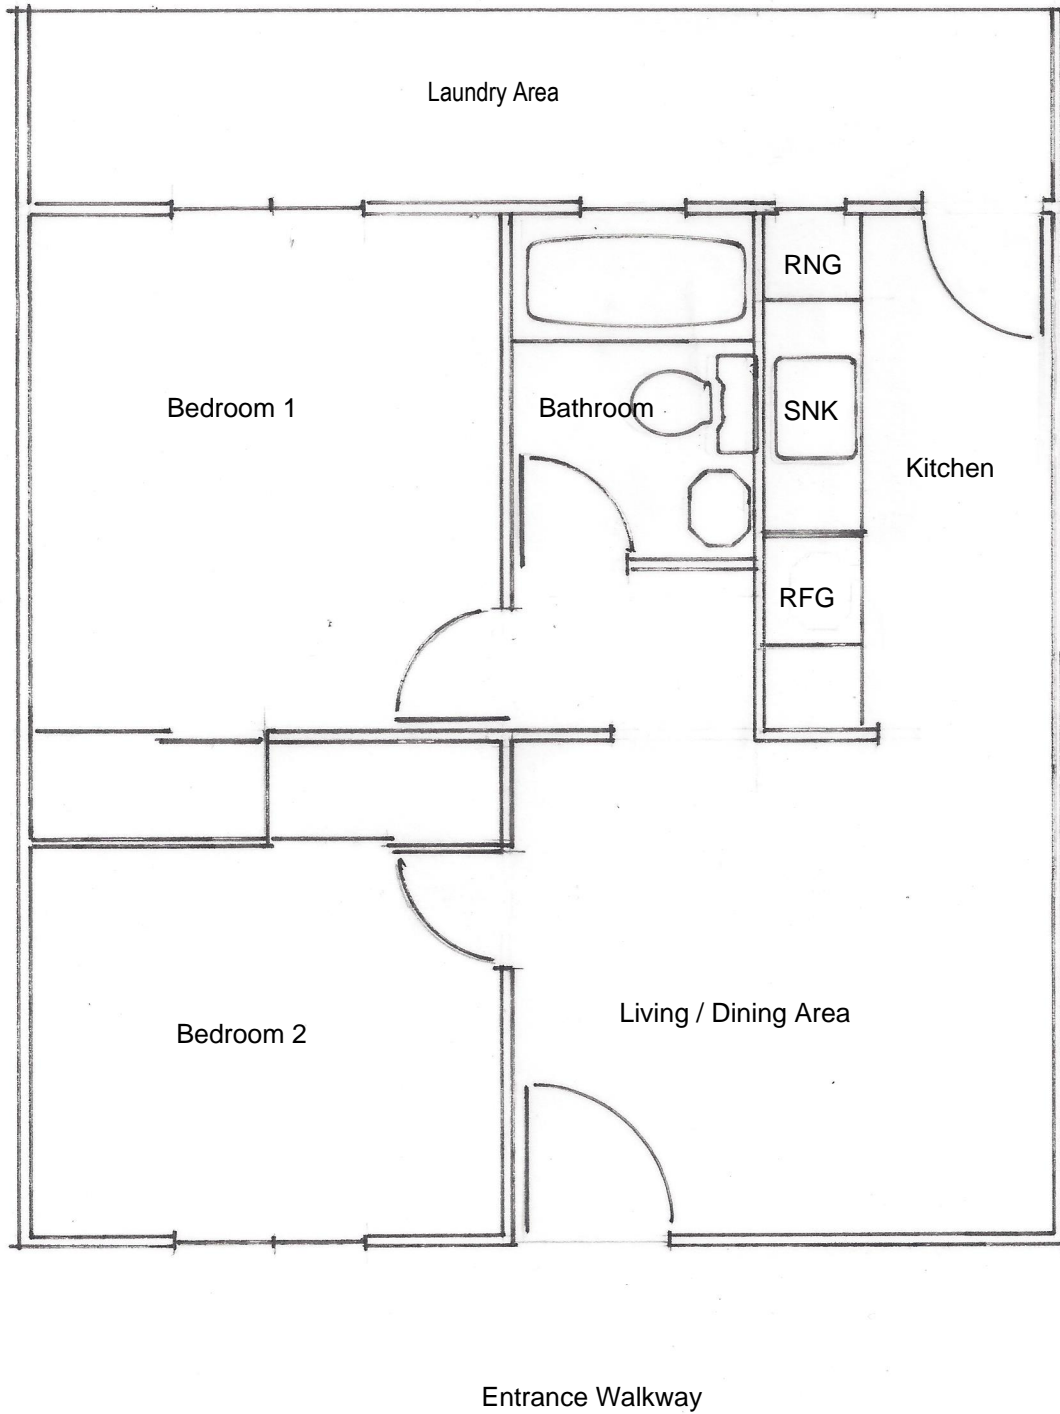 Laundry Area
RNG
Bedroom 1
Bathroom
SNK
Kitchen
RFG
Living / Dining Area
Bedroom 2
Entrance Walkway